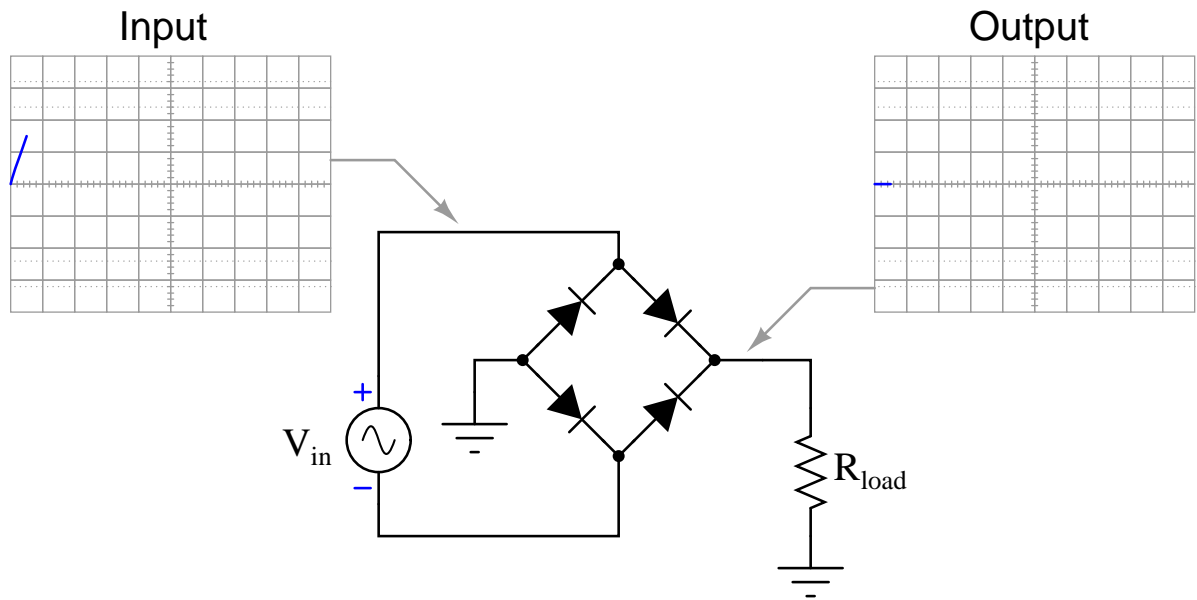 Input
Output
+
V_in
−
R_load